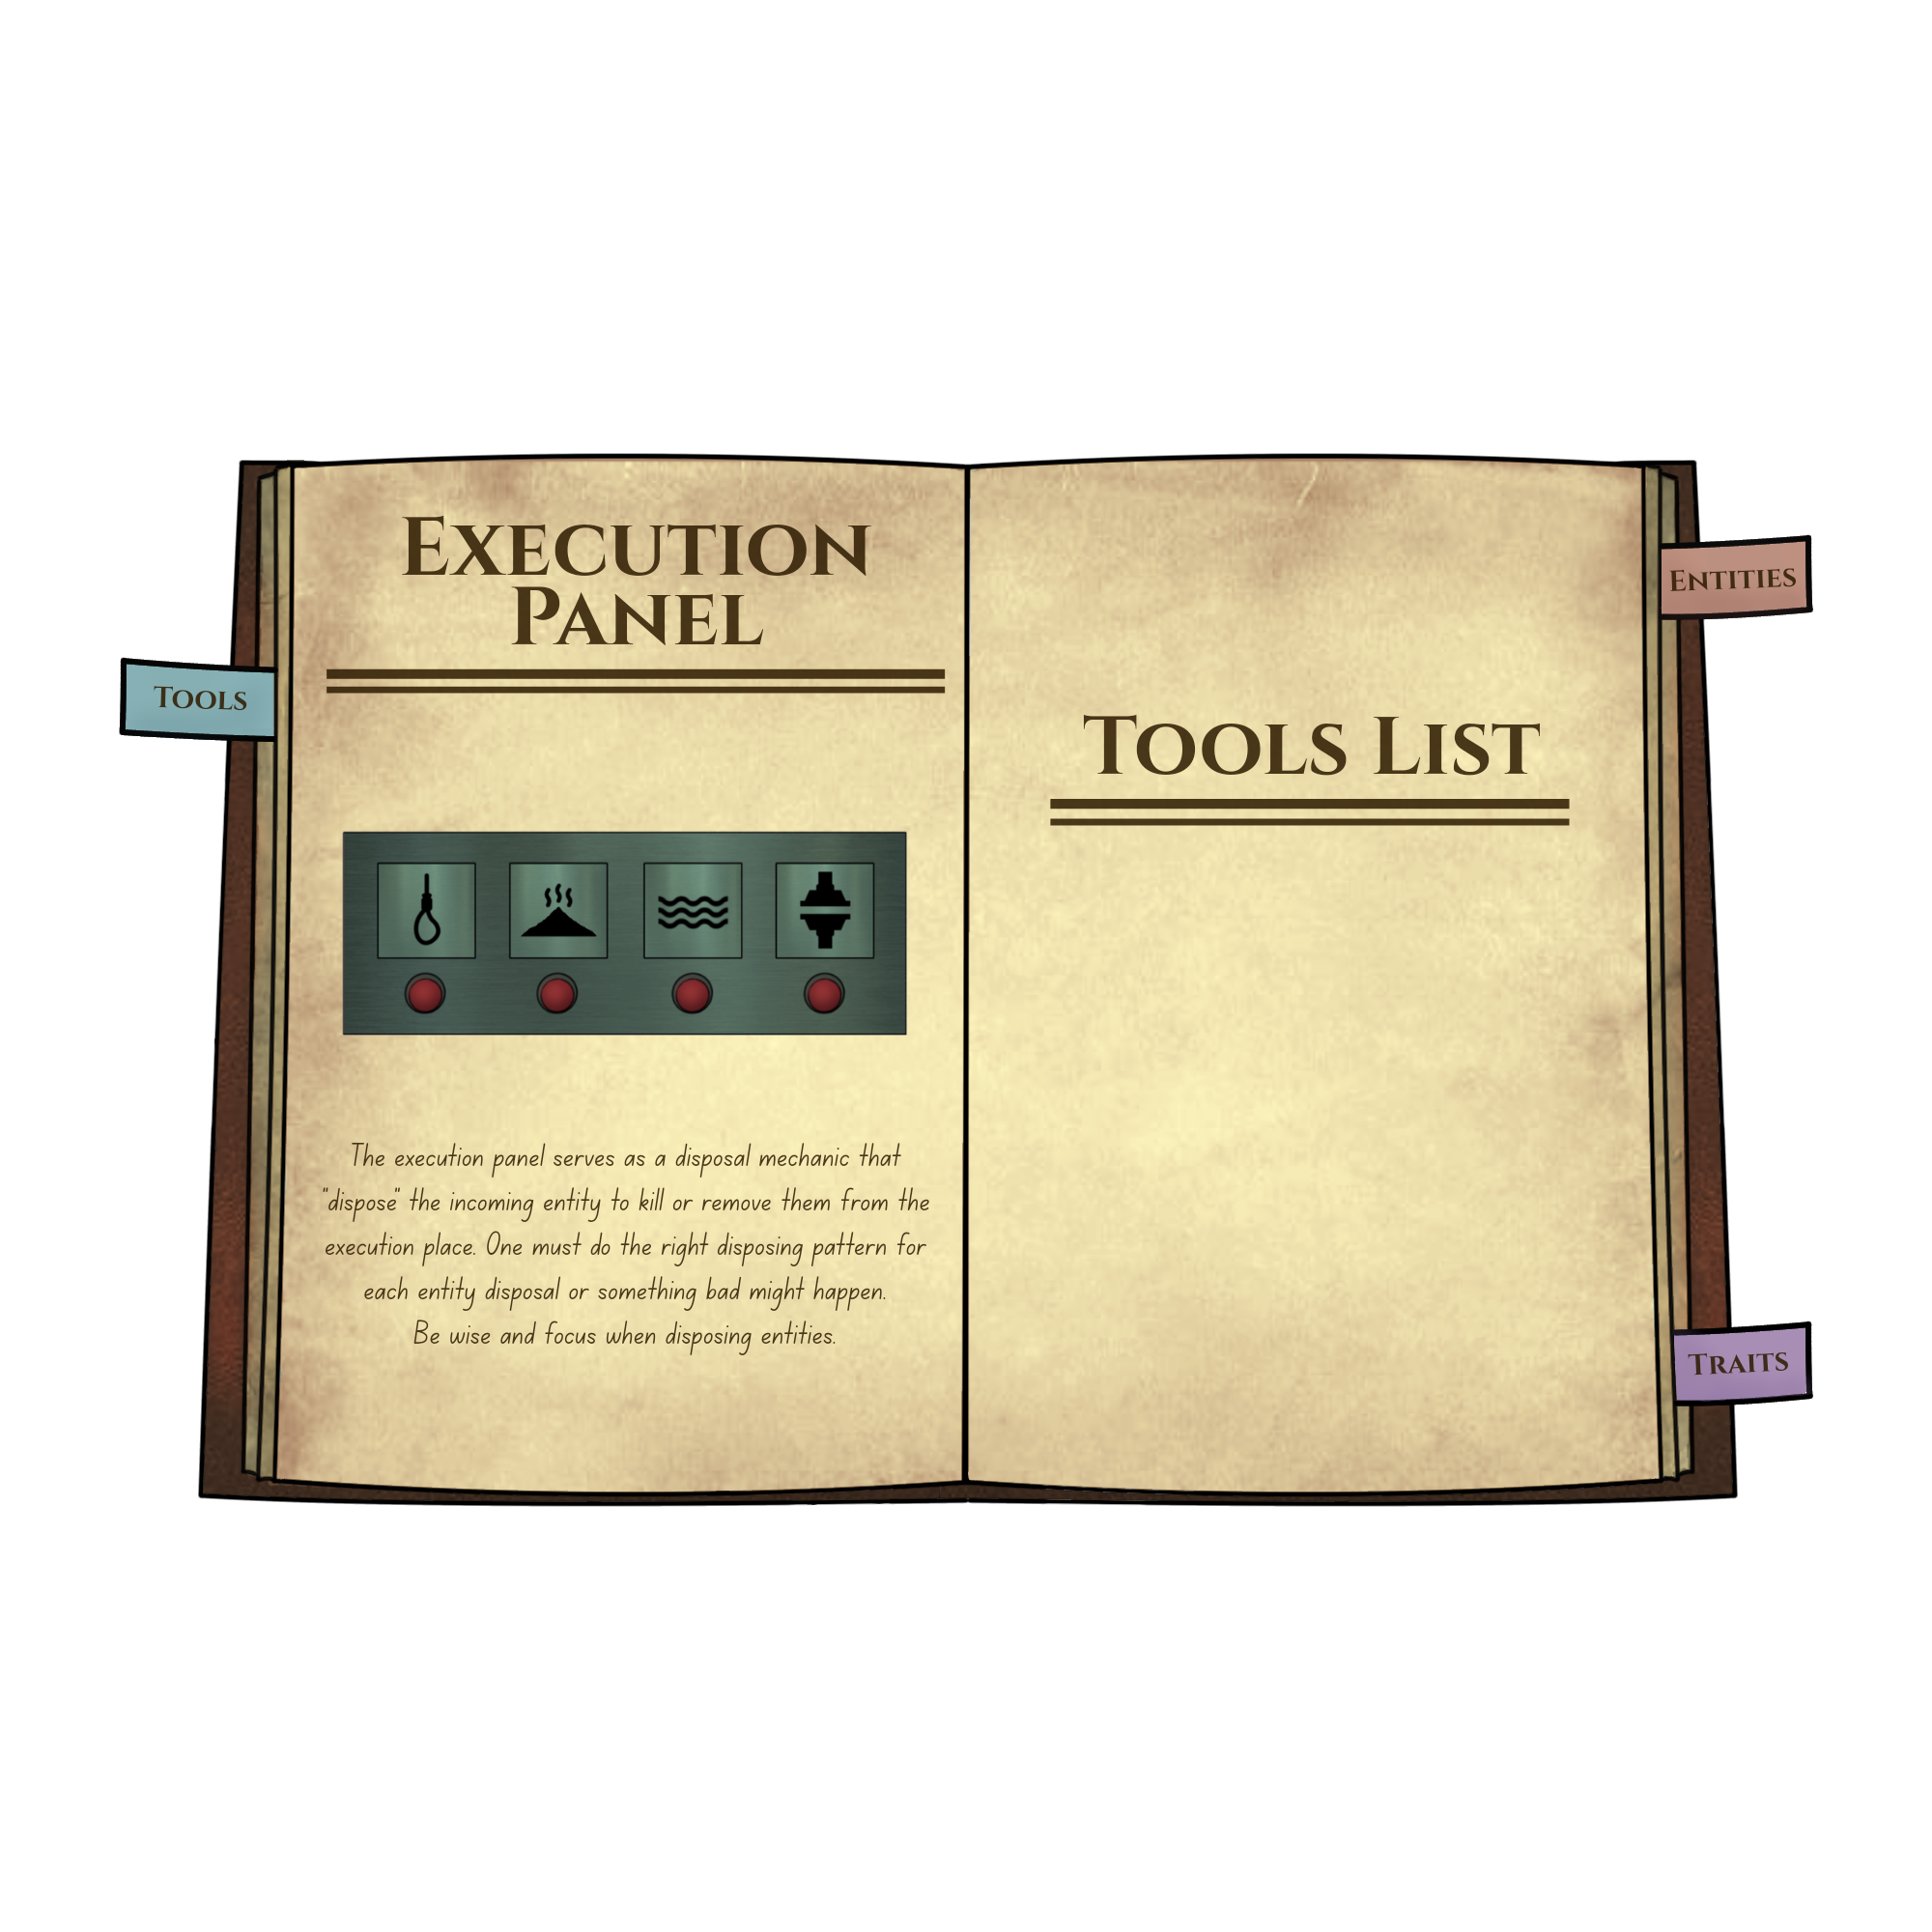 Execution
Panel
Tools
The execution panel serves as a disposal mechanic that
"dispose" the incoming entity to kill or remove them from the
execution place. One must do the right disposing pattern for
each entity disposal or something bad might happen.
Be wise and focus when disposing entities.
Tools List
Entities
Traits